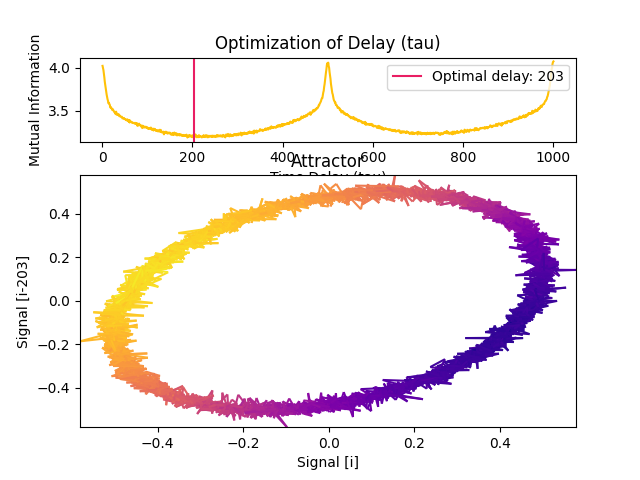 Optimization of Delay (tau)
Mutual Information
4.0
3.5
Optimal delay: 203
0
200
400
600
800
1000
Time Delay (tau)
Attractor
Signal [i-203]
0.4
0.2
0.0
−0.2
−0.4
−0.4
−0.2
0.0
0.2
0.4
Signal [i]